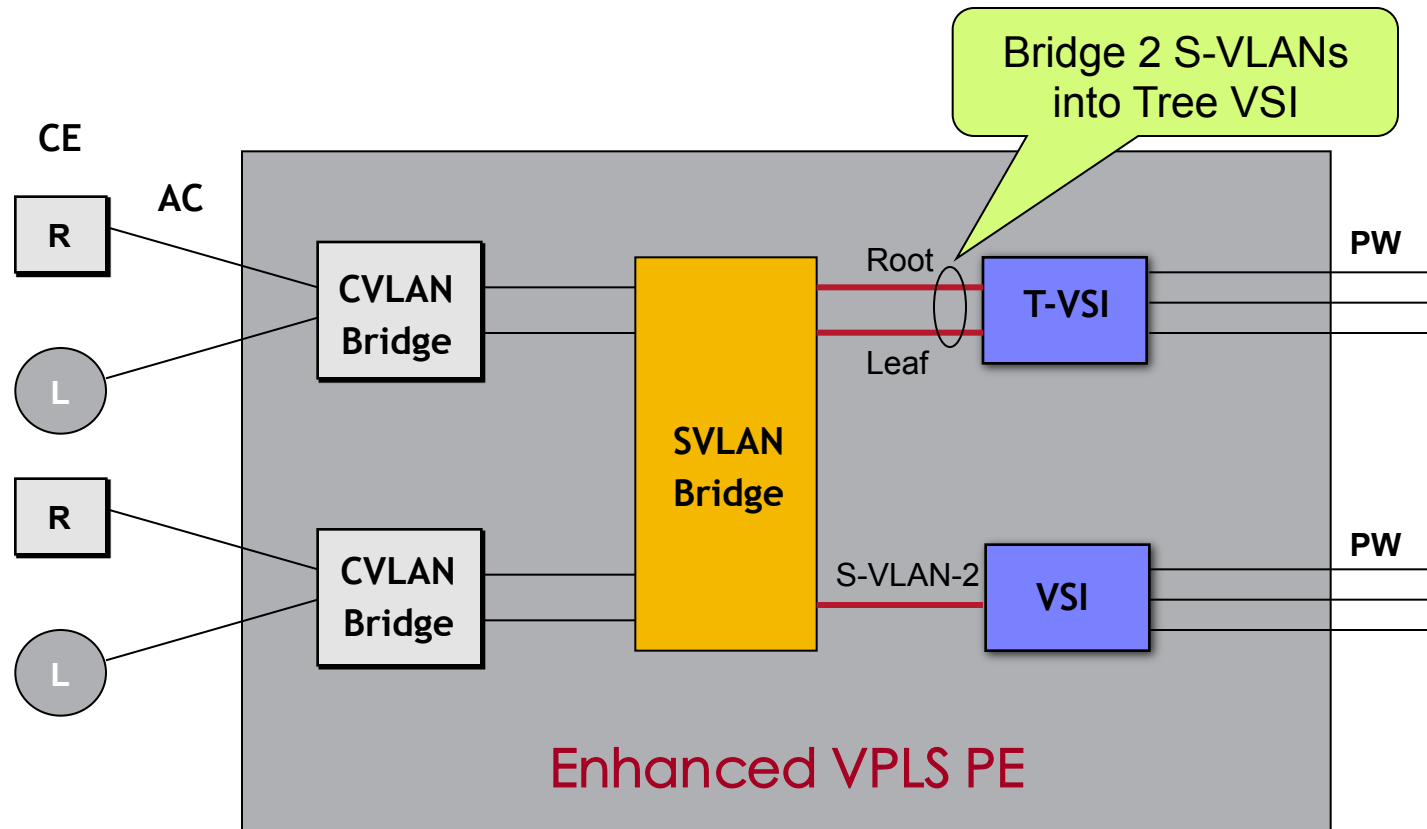 Bridge 2 S-VLANs
into Tree VSI
CE
AC
R
L
R
L
CVLAN
Bridge
CVLAN
Bridge
SVLAN
Bridge
Root
Leaf
S-VLAN-2
T-VSI
VSI
PW
PW
Enhanced VPLS PE